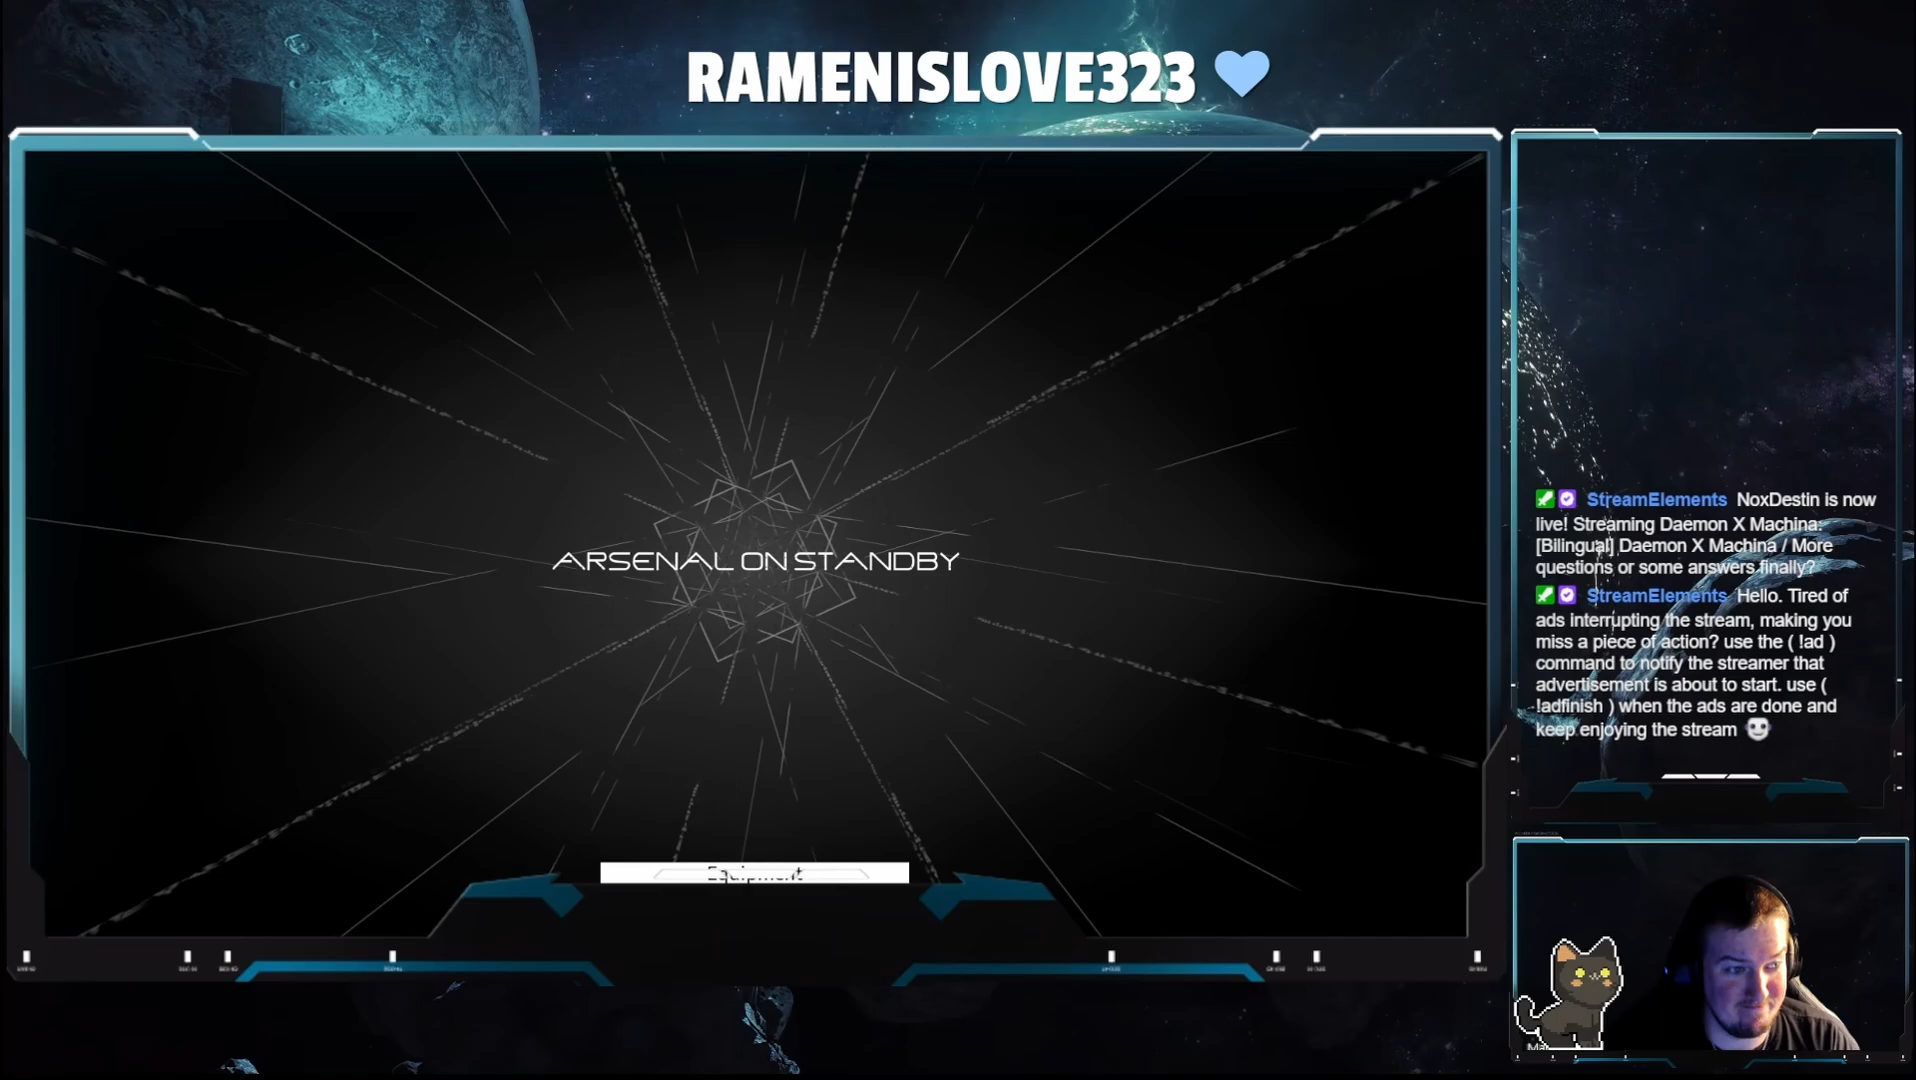 RAMENISLOVE323
ARSENAL ON STANDBY
Equipment
StreamElements NoxDestin is now
live! Streaming Daemon X Machina:
[Bilingual] Daemon X Machina / More
questions or some answers finally?
StreamElements Hello. Tired of
ads interrupting the stream, making you
miss a piece of action? use the ( !ad )
command to notify the streamer that
advertisement is about to start. use (
!adfinish ) when the ads are done and
keep enjoying the stream